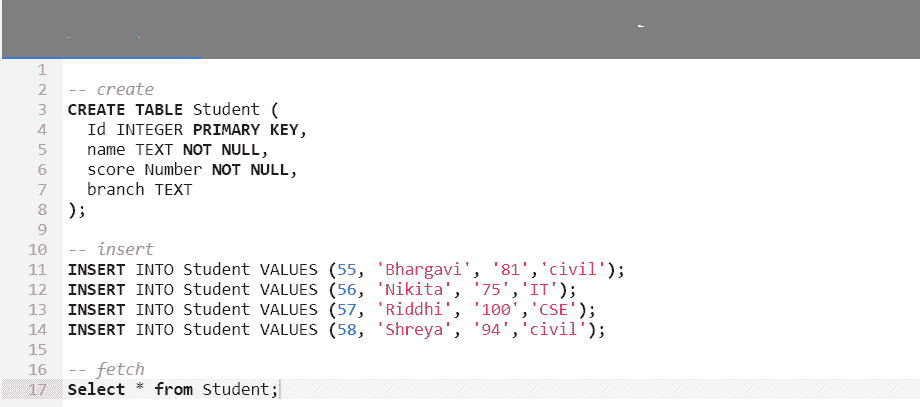 1
2 -- create
3 CREATE TABLE Student (
4 Id INTEGER PRIMARY KEY,
5 name TEXT NOT NULL,
6 score Number NOT NULL,
7 branch TEXT
8 );
9
10 -- insert
11 INSERT INTO Student VALUES (55, 'Bhargavi', '81','civil');
12 INSERT INTO Student VALUES (56, 'Nikita', '75','IT');
13 INSERT INTO Student VALUES (57, 'Riddhi', '100','CSE');
14 INSERT INTO Student VALUES (58, 'Shreya', '94','civil');
15
16 -- fetch
17 Select * from Student;